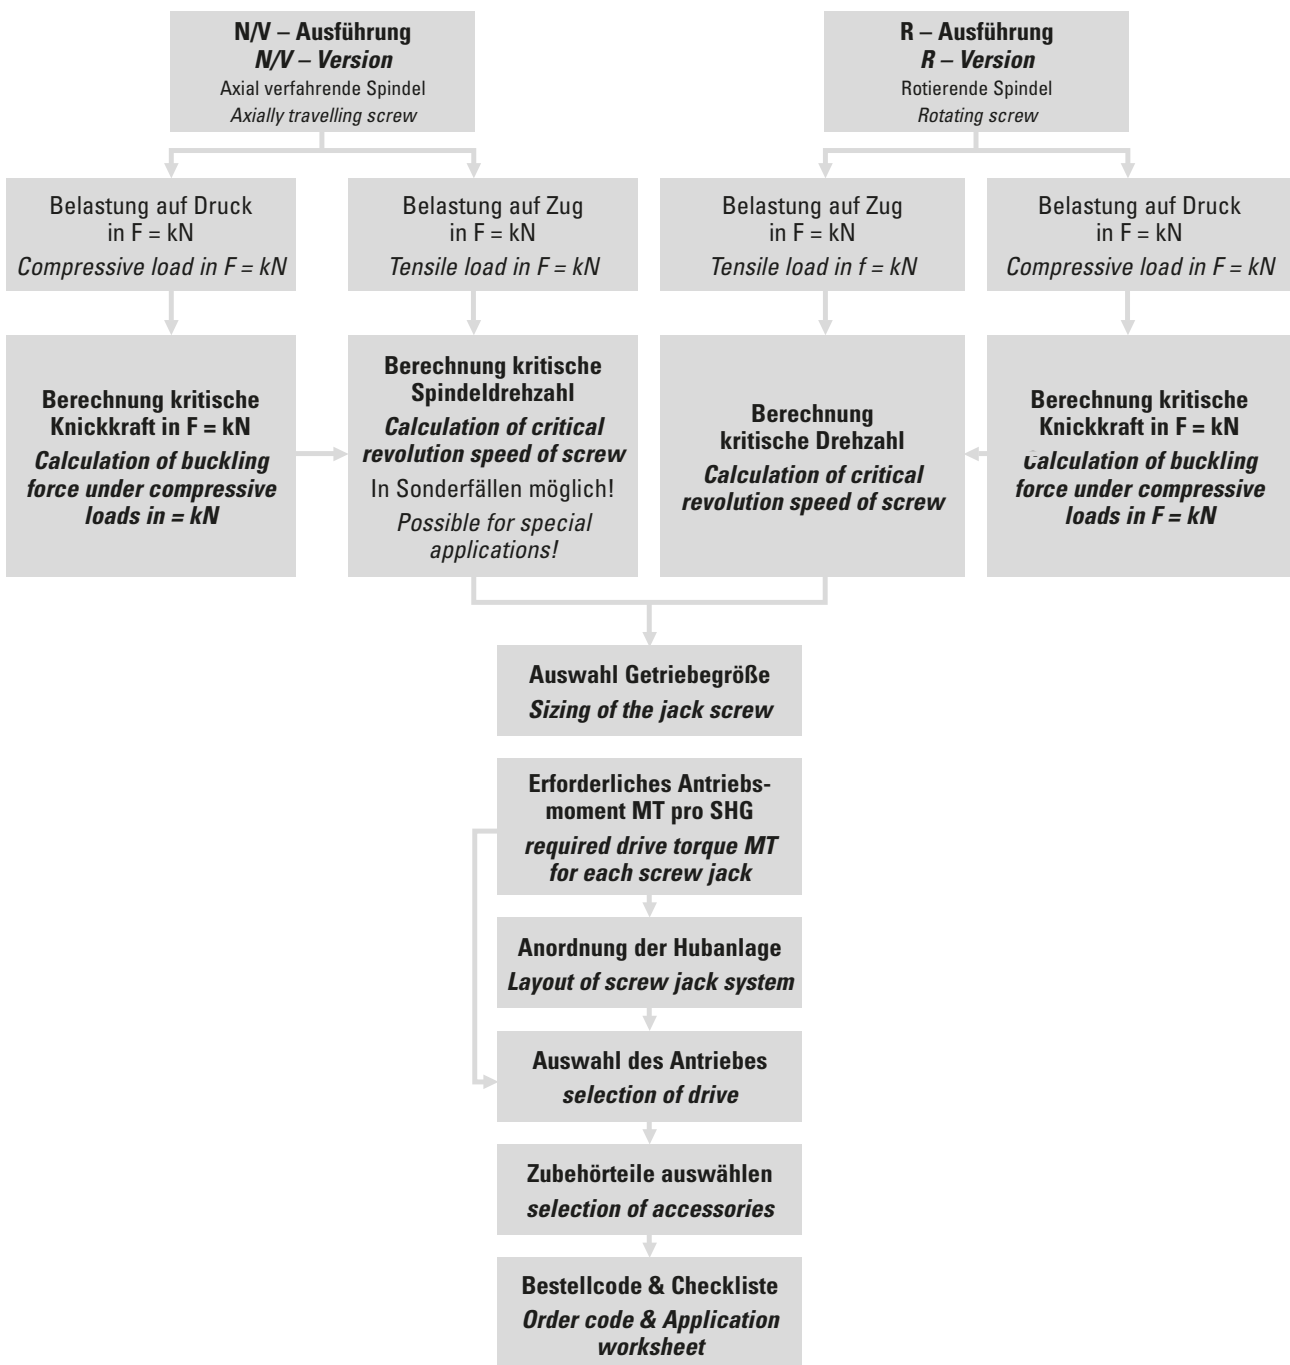 N/V – Ausführung
N/V – Version
Axial verfahrende Spindel
Axially travelling screw
R – Ausführung
R – Version
Rotierende Spindel
Rotating screw
Belastung auf Druck
in F = kN
Compressive load in F = kN
Belastung auf Zug
in F = kN
Tensile load in F = kN
Belastung auf Zug
in F = kN
Tensile load in f = kN
Belastung auf Druck
in F = kN
Compressive load in F = kN
Berechnung kritische
Knickkraft in F = kN
Calculation of buckling
force under compressive
loads in = kN
Berechnung kritische
Spindeldrehzahl
Calculation of critical
revolution speed of screw
In Sonderfällen möglich!
Possible for special
applications!
Berechnung
kritische Drehzahl
Calculation of critical
revolution speed of screw
Berechnung kritische
Knickkraft in F = kN
Calculation of buckling
force under compressive
loads in F = kN
Auswahl Getriebegröße
Sizing of the jack screw
Erforderliches Antriebs-
moment MT pro SHG
required drive torque MT
for each screw jack
Anordnung der Hubanlage
Layout of screw jack system
Auswahl des Antriebes
selection of drive
Zubehörteile auswählen
selection of accessories
Bestellcode & Checkliste
Order code & Application
worksheet